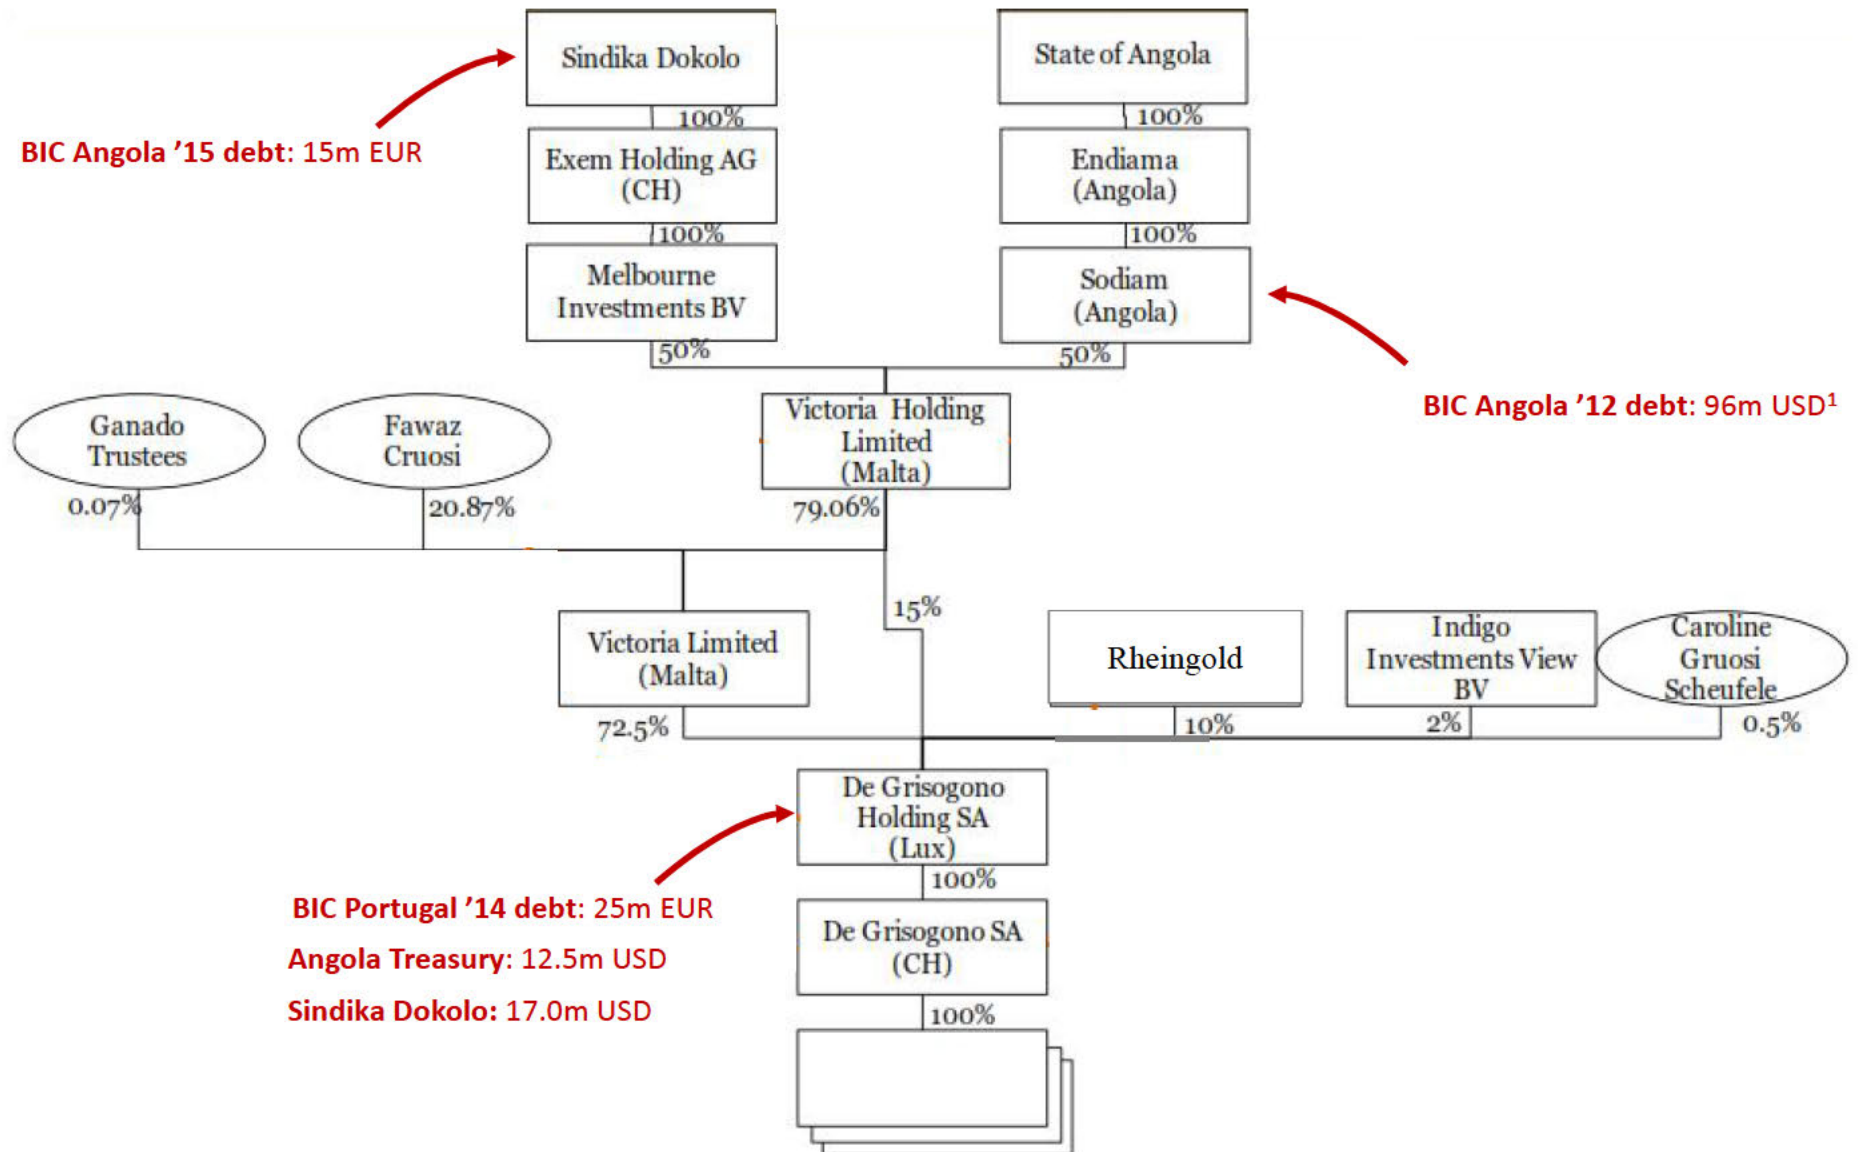 Sindika Dokolo
State of Angola
100%
100%
BIC Angola ’15 debt: 15m EUR
Exem Holding AG
(CH)
Endiama
(Angola)
100%
100%
Melbourne
Investments BV
Sodiam
(Angola)
50%
50%
BIC Angola ’12 debt: 96m USD¹
Ganado
Trustees
Fawaz
Cruosi
Victoria Holding
Limited
(Malta)
0.07%
20.87%
79.06%
15%
Victoria Limited
(Malta)
Rheingold
Indigo
Investments View
BV
Caroline
Gruosi
Scheufele
72.5%
10%
2%
0.5%
De Grisogono
Holding SA
(Lux)
100%
BIC Portugal ’14 debt: 25m EUR
Angola Treasury: 12.5m USD
Sindika Dokolo: 17.0m USD
De Grisogono SA
(CH)
100%